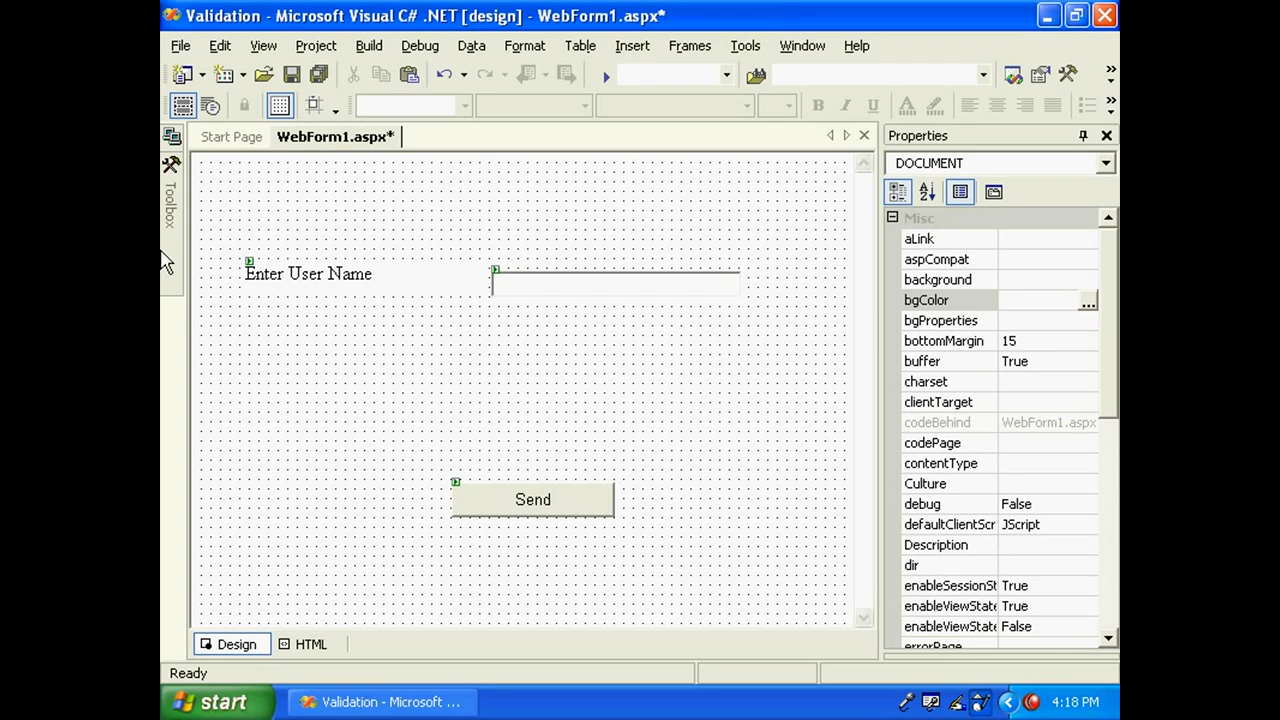 Validation - Microsoft Visual C# .NET [design] - WebForm1.aspx*
File Edit View Project Build Debug Data Format Table Insert Frames Tools Window Help
Start Page WebForm1.aspx*
Toolbox
Enter User Name
Send
Design HTML
Properties
DOCUMENT
Misc
aLink
aspCompat
background
bgColor
bgProperties
bottomMargin 15
buffer True
charset
clientTarget
codeBehind WebForm1.aspx
codePage
contentType
Culture
debug False
defaultClientScr JScript
Description
dir
enableSessionSt True
enableViewState True
enableViewState False
errorPage
Ready
start Validation - Microsoft ... 4:18 PM